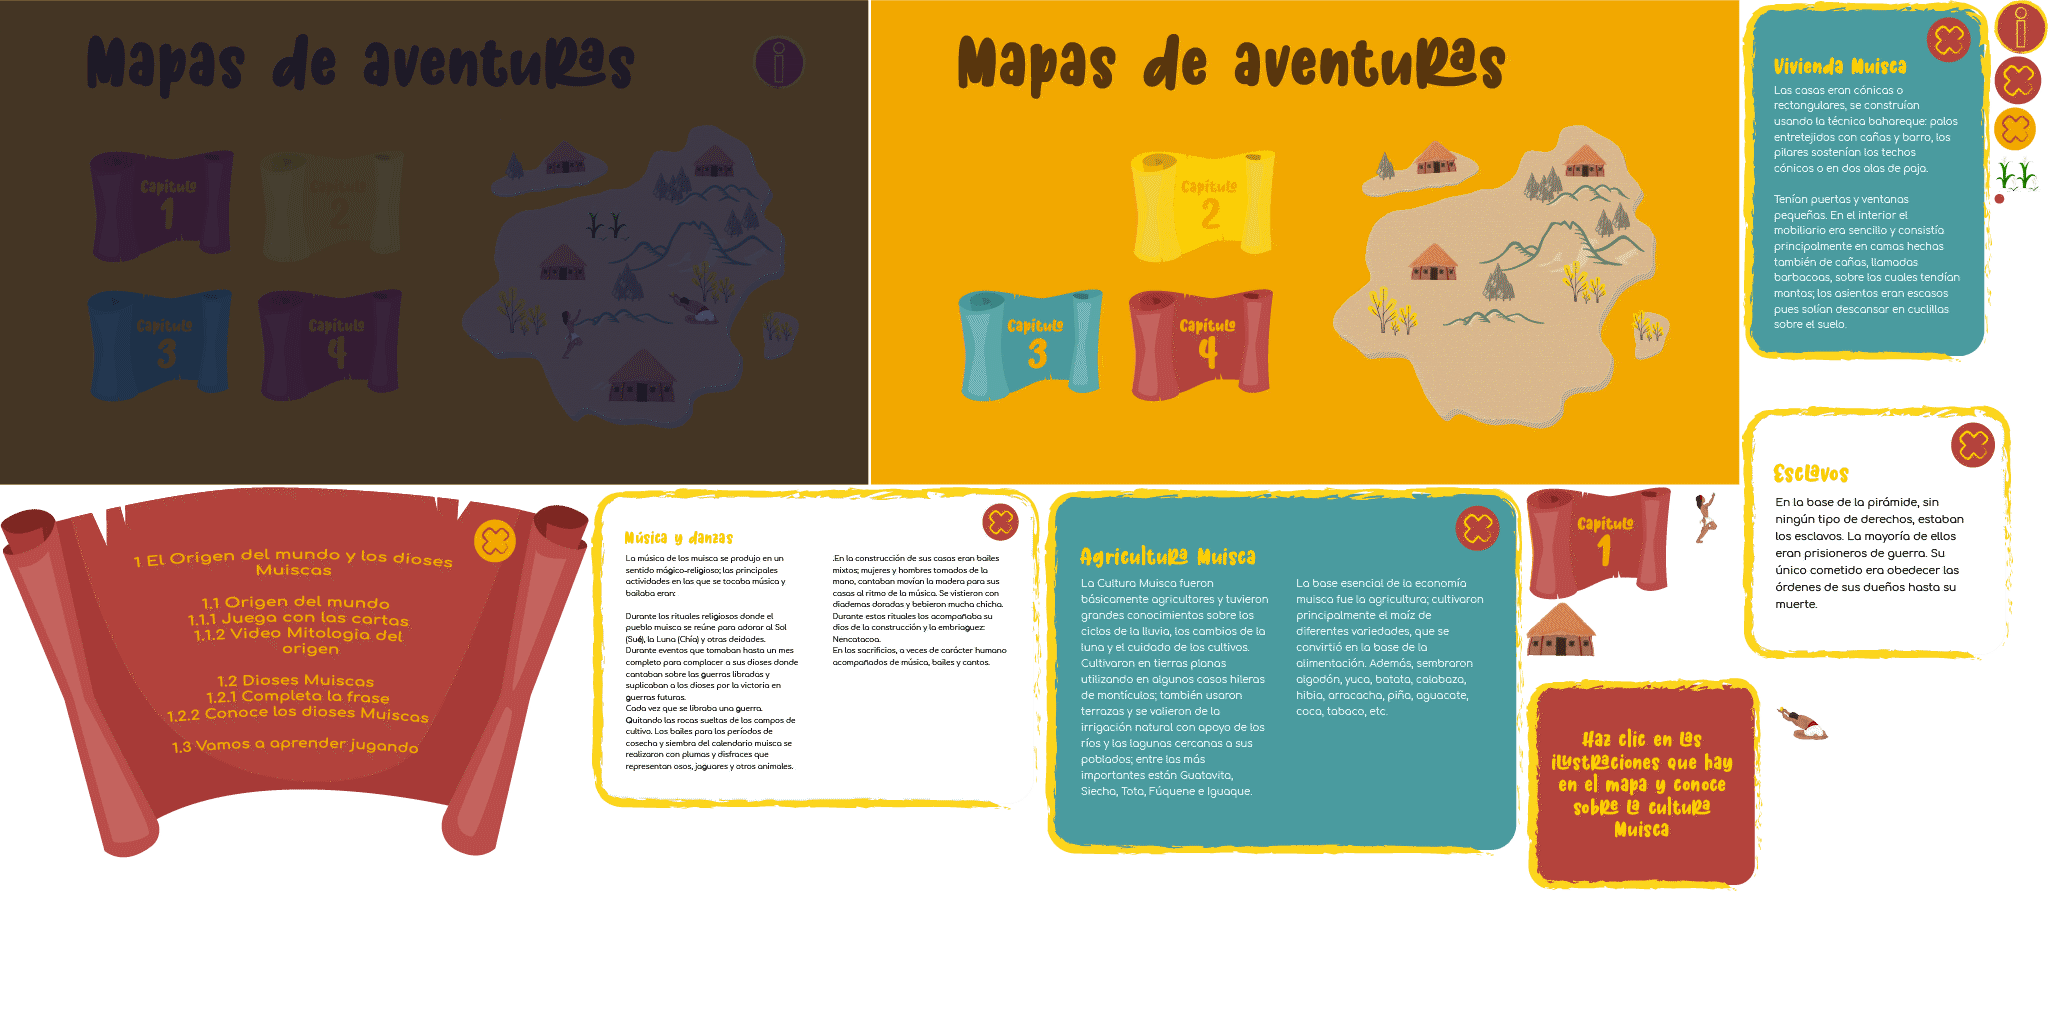 Mapas de aventuras
Capítulo
1
Capítulo
2
Capítulo
3
Capítulo
4
i
Mapas de aventuras
Capítulo
2
Capítulo
3
Capítulo
4
Vivienda Muisca
Las casas eran cónicas o
rectangulares, se construían
usando la técnica bahareque: palos
entretejidos con cañas y barro, los
pilares sostenían los techos
cónicos o en dos alas de paja.
Tenían puertas y ventanas
pequeñas. En el interior el
mobiliario era sencillo y consistía
principalmente en camas hechas
también de cañas, llamadas
barbacoas, sobre las cuales tendían
mantas; los asientos eran escasos
pues solían descansar en cuclillas
sobre el suelo.
i
Esclavos
En la base de la pirámide, sin
ningún tipo de derechos, estaban
los esclavos. La mayoría de ellos
eran prisioneros de guerra. Su
único cometido era obedecer las
órdenes de sus dueños hasta su
muerte.
1 El Origen del mundo y los dioses
Muiscas
1.1 Origen del mundo
1.1.1 Juega con las cartas
1.1.2 Video Mitologia del
origen
1.2 Dioses Muiscas
1.2.1 Completa la frase
1.2.2 Conoce los dioses Muiscas
1.3 Vamos a aprender jugando
Música y danzas
La música de los muisca se produjo en un
sentido mágico-religioso; las principales
actividades en las que se tocaba música y
bailaba eran:
Durante los rituales religiosos donde el
pueblo muisca se reúne para adorar al Sol
(Sué), la Luna (Chía) y otras deidades.
Durante eventos que tomaban hasta un mes
completo para complacer a sus dioses donde
cantaban sobre las guerras libradas y
suplicaban a los dioses por la victoria en
guerras futuras.
Cada vez que se libraba una guerra.
Quitando las rocas sueltas de los campos de
cultivo. Los bailes para los períodos de
cosecha y siembra del calendario muisca se
realizaron con plumas y disfraces que
representan osos, jaguares y otros animales.
.En la construcción de sus casas eran bailes
mixtos; mujeres y hombres tomados de la
mano, cantaban movían la madera para sus
casas al ritmo de la música. Se vistieron con
diademas doradas y bebieron mucha chicha.
Durante estos rituales los acompañaba su
dios de la construcción y la embriaguez:
Nencatacoa.
En los sacrificios, a veces de carácter humano
acompañados de música, bailes y cantos.
Agricultura Muisca
La Cultura Muisca fueron
básicamente agricultores y tuvieron
grandes conocimientos sobre los
ciclos de la lluvia, los cambios de la
luna y el cuidado de los cultivos.
Cultivaron en tierras planas
utilizando en algunos casos hileras
de montículos; también usaron
terrazas y se valieron de la
irrigación natural con apoyo de los
ríos y las lagunas cercanas a sus
poblados; entre las más
importantes están Guatavita,
Siecha, Tota, Fúquene e Iguaque.
La base esencial de la economía
muisca fue la agricultura; cultivaron
principalmente el maíz de
diferentes variedades, que se
convirtió en la base de la
alimentación. Además, sembraron
algodón, yuca, batata, calabaza,
hibia, arracacha, piña, aguacate,
coca, tabaco, etc.
Capítulo
1
Haz clic en las
ilustraciones que hay
en el mapa y conoce
sobre la cultura
Muisca